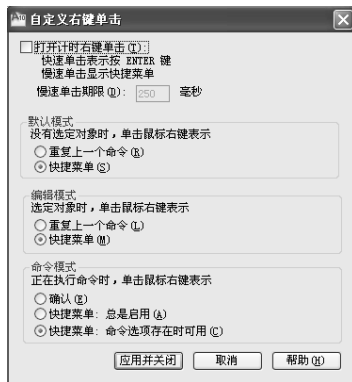 自定义右键单击
打开计时右键单击(T):
快速单击表示按 ENTER 键
慢速单击显示快捷菜单
慢速单击期限(D): 250 毫秒
默认模式
没有选定对象时，单击鼠标右键表示
重复上一个命令(R)
快捷菜单(S)
编辑模式
选定对象时，单击鼠标右键表示
重复上一个命令(L)
快捷菜单(M)
命令模式
正在执行命令时，单击鼠标右键表示
确认(E)
快捷菜单: 总是启用(A)
快捷菜单: 命令选项存在时可用(C)
应用并关闭 取消 帮助(H)